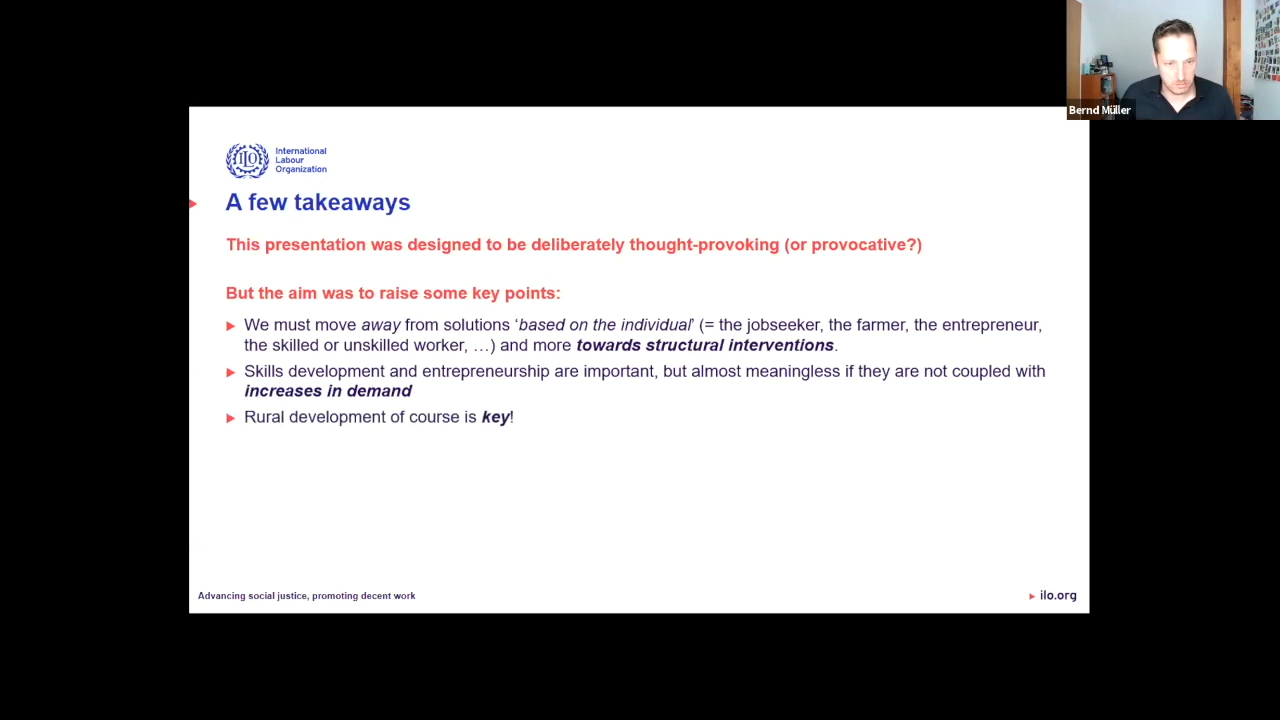 Bernd Müller
ILO
International
Labour
Organization
A few takeaways
This presentation was designed to be deliberately thought-provoking (or provocative?)
But the aim was to raise some key points:
We must move away from solutions ‘based on the individual’ (= the jobseeker, the farmer, the entrepreneur,
the skilled or unskilled worker, …) and more towards structural interventions.
Skills development and entrepreneurship are important, but almost meaningless if they are not coupled with
increases in demand
Rural development of course is key!
Advancing social justice, promoting decent work
ilo.org